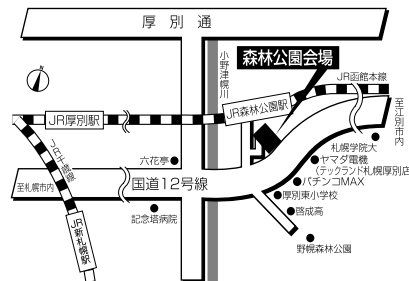 厚別通
小野津幌川
森林公園会場
JR函館本線
至江別市内
JR森林公園駅
JR厚別駅
JR千歳線
六花亭
札幌学院大
ヤマダ電機
(テックランド札幌厚別店)
パチンコMAX
至札幌市内
国道12号線
厚別東小学校
記念塔病院
啓成高
JR新札幌駅
野幌森林公園